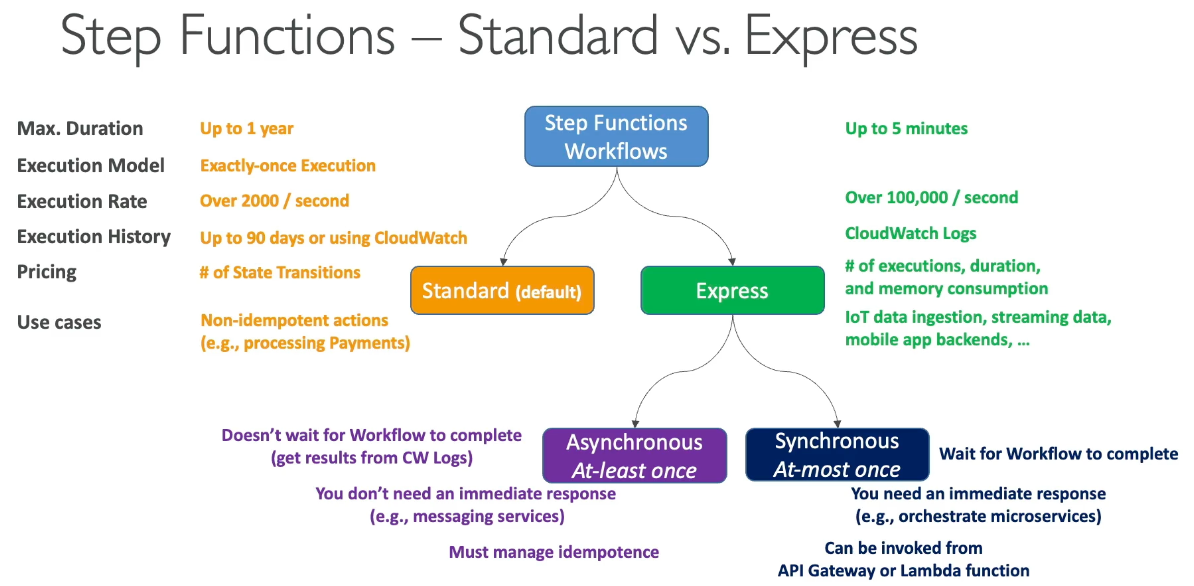 Step Functions – Standard vs. Express
Max. Duration
Up to 1 year
Step Functions
Workflows
Up to 5 minutes
Execution Model
Exactly-once Execution
Execution Rate
Over 2000 / second
Over 100,000 / second
Execution History
Up to 90 days or using CloudWatch
CloudWatch Logs
Pricing
# of State Transitions
Standard (default)
Express
# of executions, duration,
and memory consumption
Use cases
Non-idempotent actions
(e.g., processing Payments)
IoT data ingestion, streaming data,
mobile app backends, ...
Doesn't wait for Workflow to complete
(get results from CW Logs)
Asynchronous
At-least once
Synchronous
At-most once
Wait for Workflow to complete
You don't need an immediate response
(e.g., messaging services)
You need an immediate response
(e.g., orchestrate microservices)
Must manage idempotence
Can be invoked from
API Gateway or Lambda function